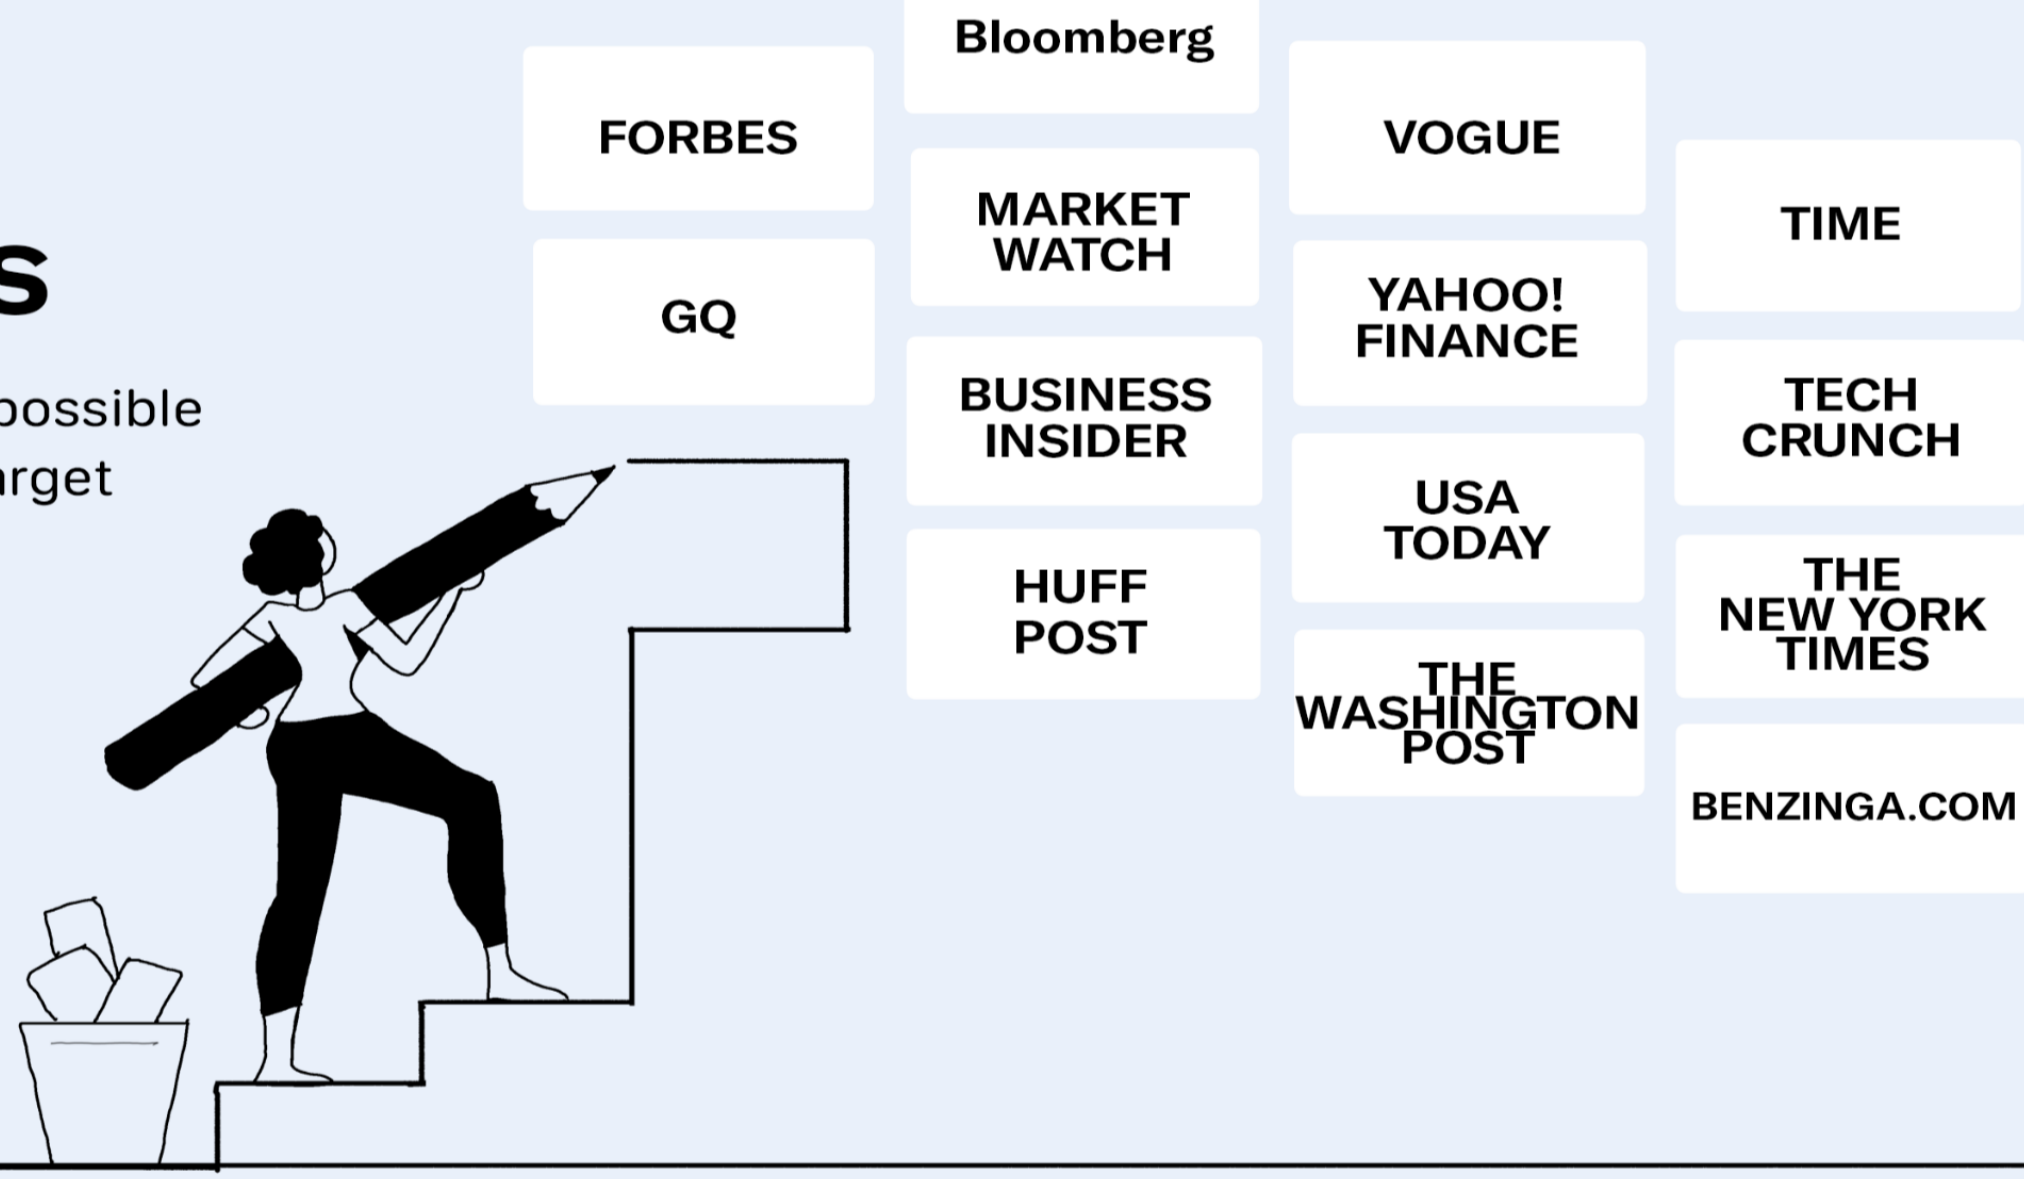 s
possible
arget
FORBES
GQ
Bloomberg
MARKET
WATCH
BUSINESS
INSIDER
HUFF
POST
VOGUE
YAHOO!
FINANCE
USA
TODAY
THE
WASHINGTON
POST
TIME
TECH
CRUNCH
THE
NEW YORK
TIMES
BENZINGA.COM